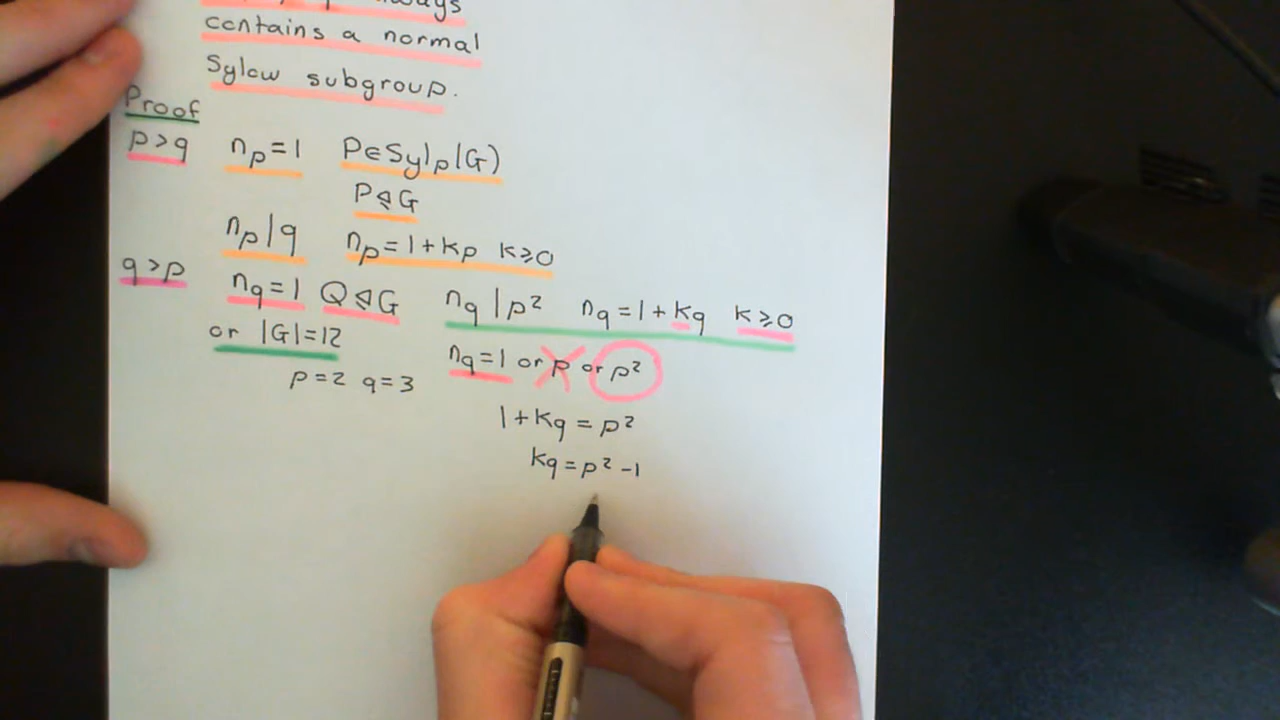 contains a normal
Sylow subgroup.
Proof
p>q n_p=1 P∈Syl_p(G)
P⊴G
n_p|q n_p=1+kp k≥0
q>p n_q=1 Q⊴G n_q|p² n_q=1+kq k≥0
or |G|=12 n_q=1 or p or p²
p=2 q=3
1+kq=p²
kq=p²-1